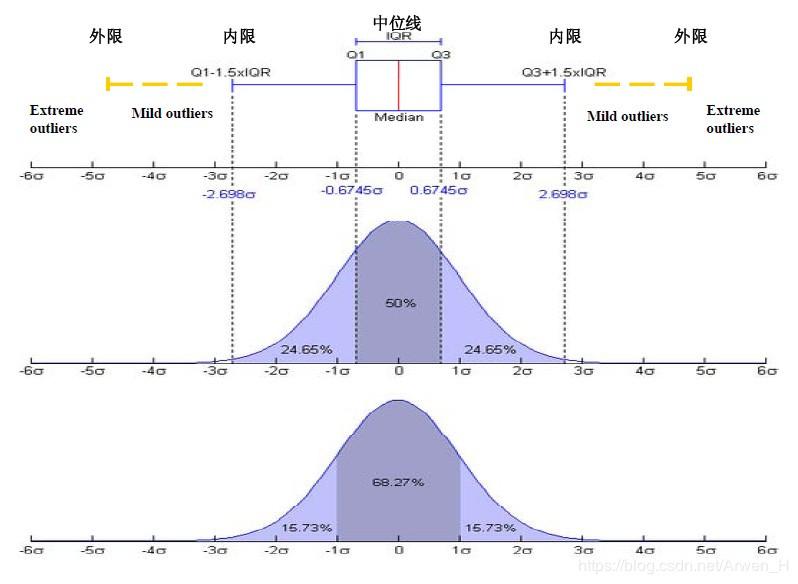 中位线
外限 内限 IQR 内限 外限
Q1 Q3
Q1-1.5xIQR Q3+1.5xIQR
Extreme outliers Mild outliers Median Mild outliers Extreme outliers
-6σ -5σ -4σ -3σ -2σ -1σ 0 1σ 2σ 3σ 4σ 5σ 6σ
-2.698σ -0.6745σ 0.6745σ 2.698σ
50%
24.65% 24.65%
-6σ -5σ -4σ -3σ -2σ -1σ 0 1σ 2σ 3σ 4σ 5σ 6σ
68.27%
15.73% 15.73%
-6σ -5σ -4σ -3σ -2σ -1σ 0 1σ 2σ 3σ 4σ 5σ 6σ
https://blog.csdn.net/Arwen_H